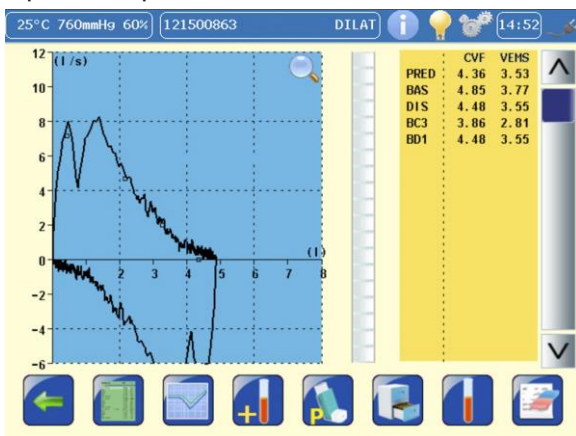 25°C 760mmHg 60% 121500863 DILAT 14:52
12 (l/s)
10
8
6
4
2
0 2 3 4 5 6 7 8 (l)
-2
-4
-6
CVF VEMS
PRED 4.36 3.53
BAS 4.85 3.77
DIS 4.48 3.55
BC3 3.86 2.81
BD1 4.48 3.55
+ P